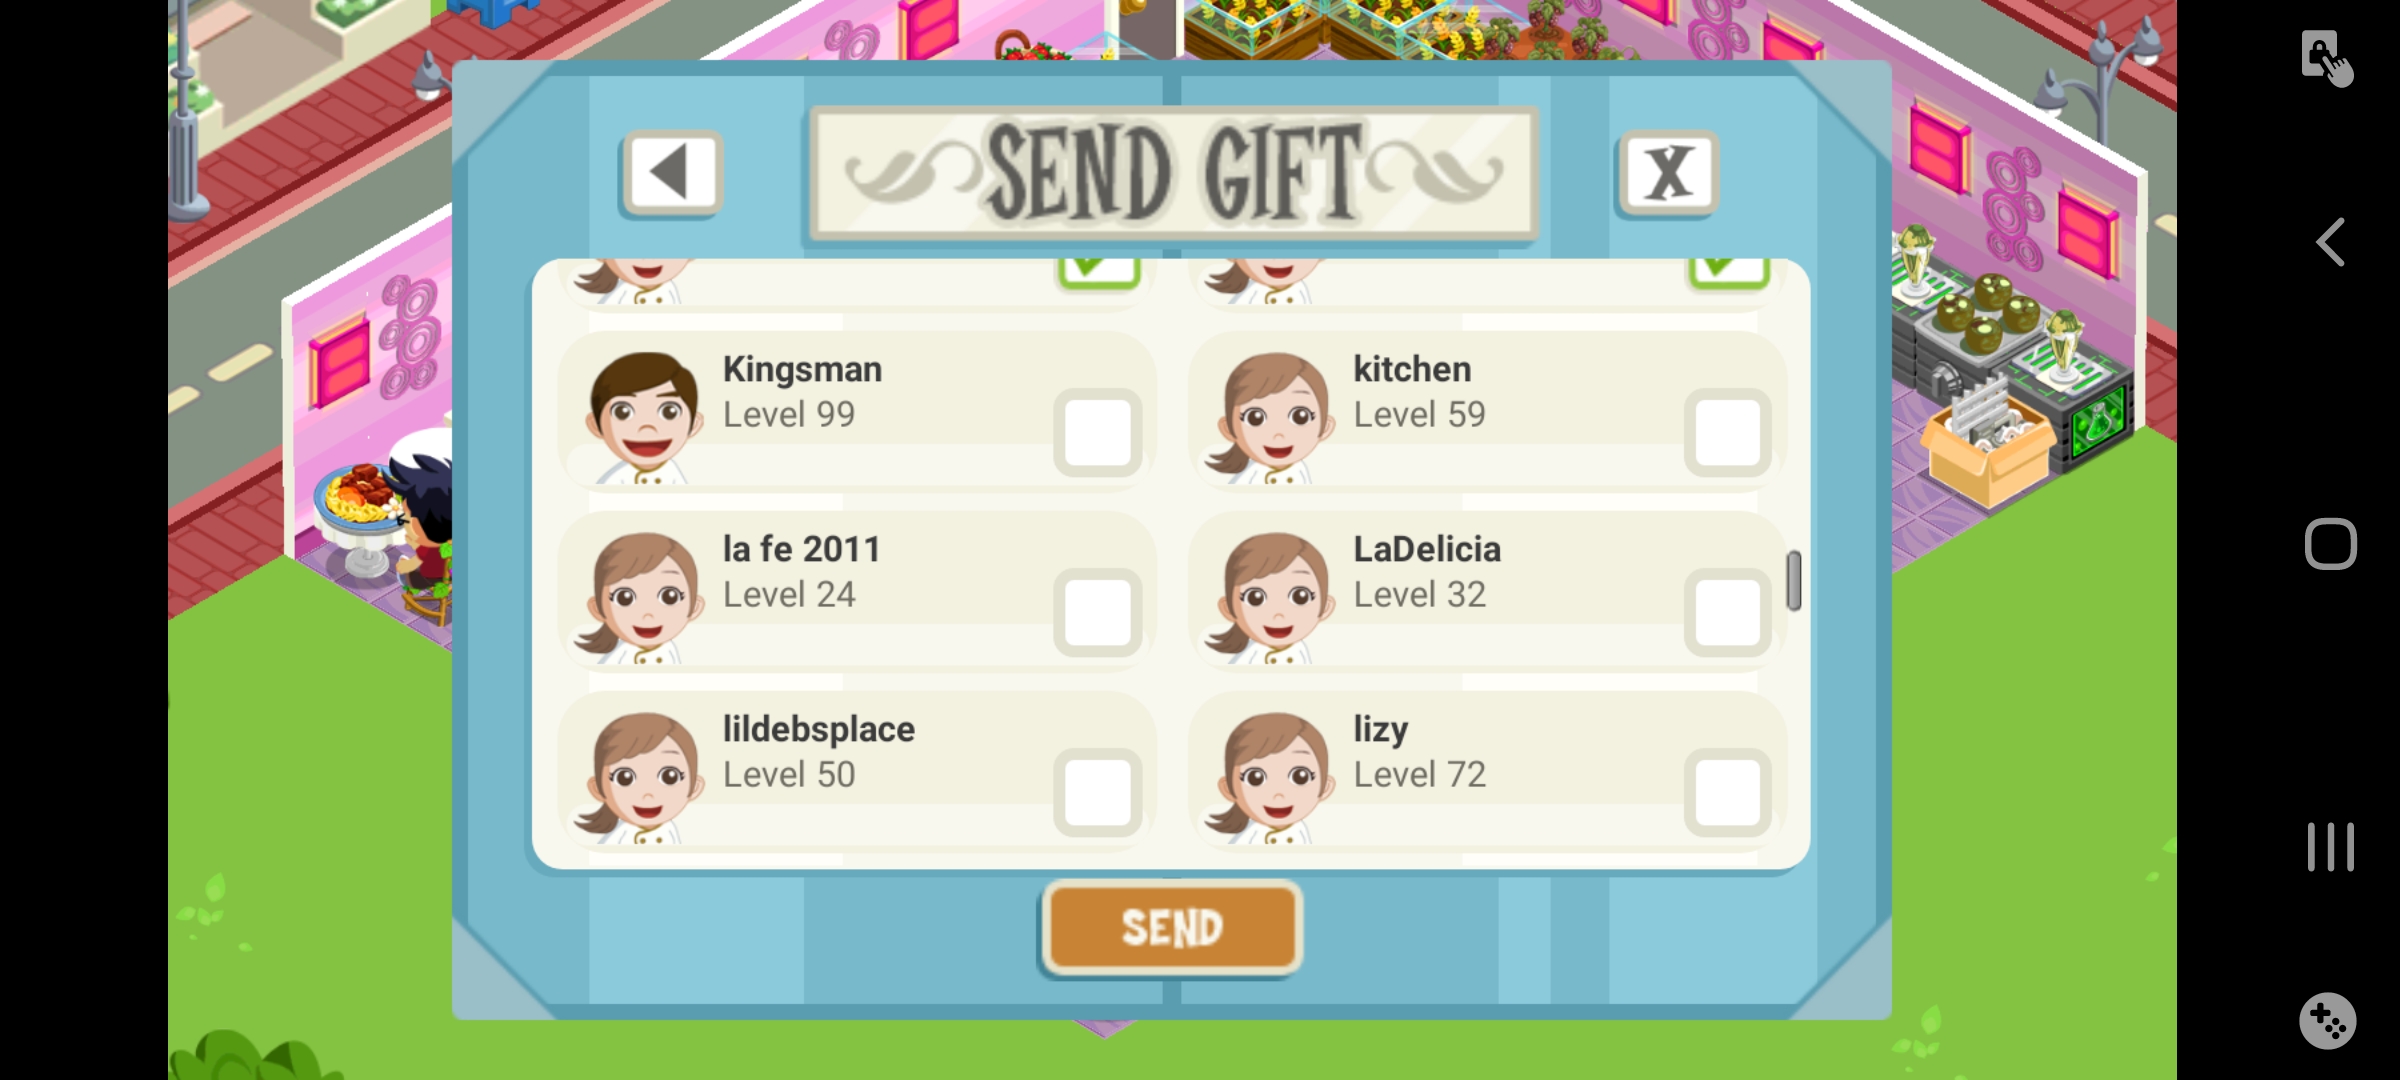 SEND GIFT
X
Kingsman
Level 99
kitchen
Level 59
la fe 2011
Level 24
LaDelicia
Level 32
lildebsplace
Level 50
lizy
Level 72
SEND